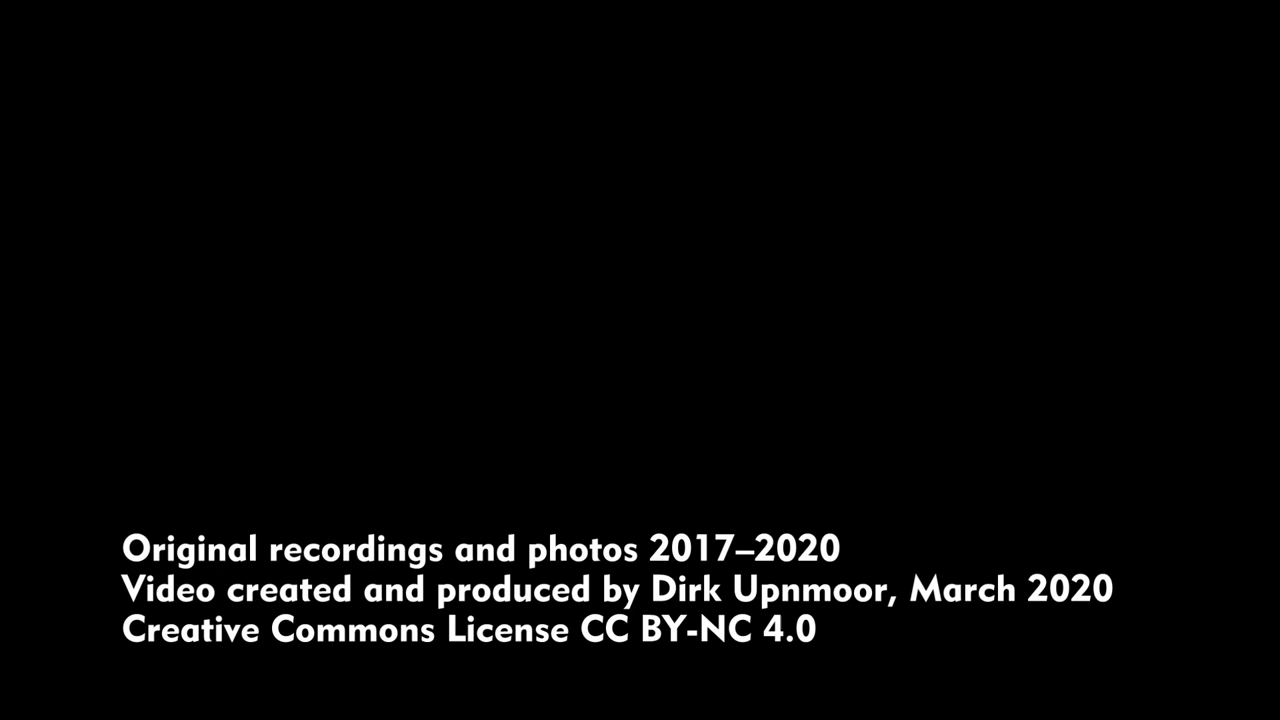 Original recordings and photos 2017–2020
Video created and produced by Dirk Upnmoor, March 2020
Creative Commons License CC BY-NC 4.0